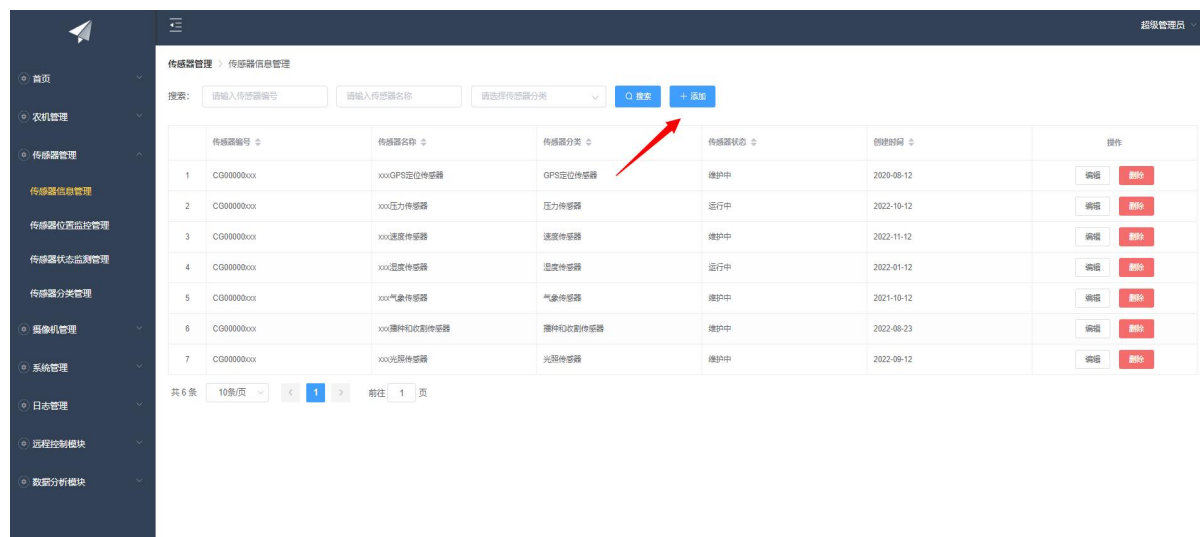 超级管理员
首页
农机管理
传感器管理
传感器信息管理
传感器位置监控管理
传感器状态监测管理
传感器分类管理
摄像机管理
系统管理
日志管理
远程控制模块
数据分析模块
传感器管理 > 传感器信息管理
搜索: 请输入传感器编号 请输入传感器名称 请选择传感器分类 搜索 + 添加
传感器编号 传感器名称 传感器分类 传感器状态 创建时间 操作
1 CG00000xxx xxxGPS定位传感器 GPS定位传感器 维护中 2020-08-12 编辑 删除
2 CG00000xxx xxx压力传感器 压力传感器 运行中 2022-10-12 编辑 删除
3 CG00000xxx xxx速度传感器 速度传感器 维护中 2022-11-12 编辑 删除
4 CG00000xxx xxx湿度传感器 湿度传感器 运行中 2022-01-12 编辑 删除
5 CG00000xxx xxx气象传感器 气象传感器 维护中 2021-10-12 编辑 删除
6 CG00000xxx xxx播种和收割传感器 播种和收割传感器 维护中 2022-08-23 编辑 删除
7 CG00000xxx xxx光照传感器 光照传感器 维护中 2022-09-12 编辑 删除
共 6 条 10条/页 < 1 > 前往 1 页